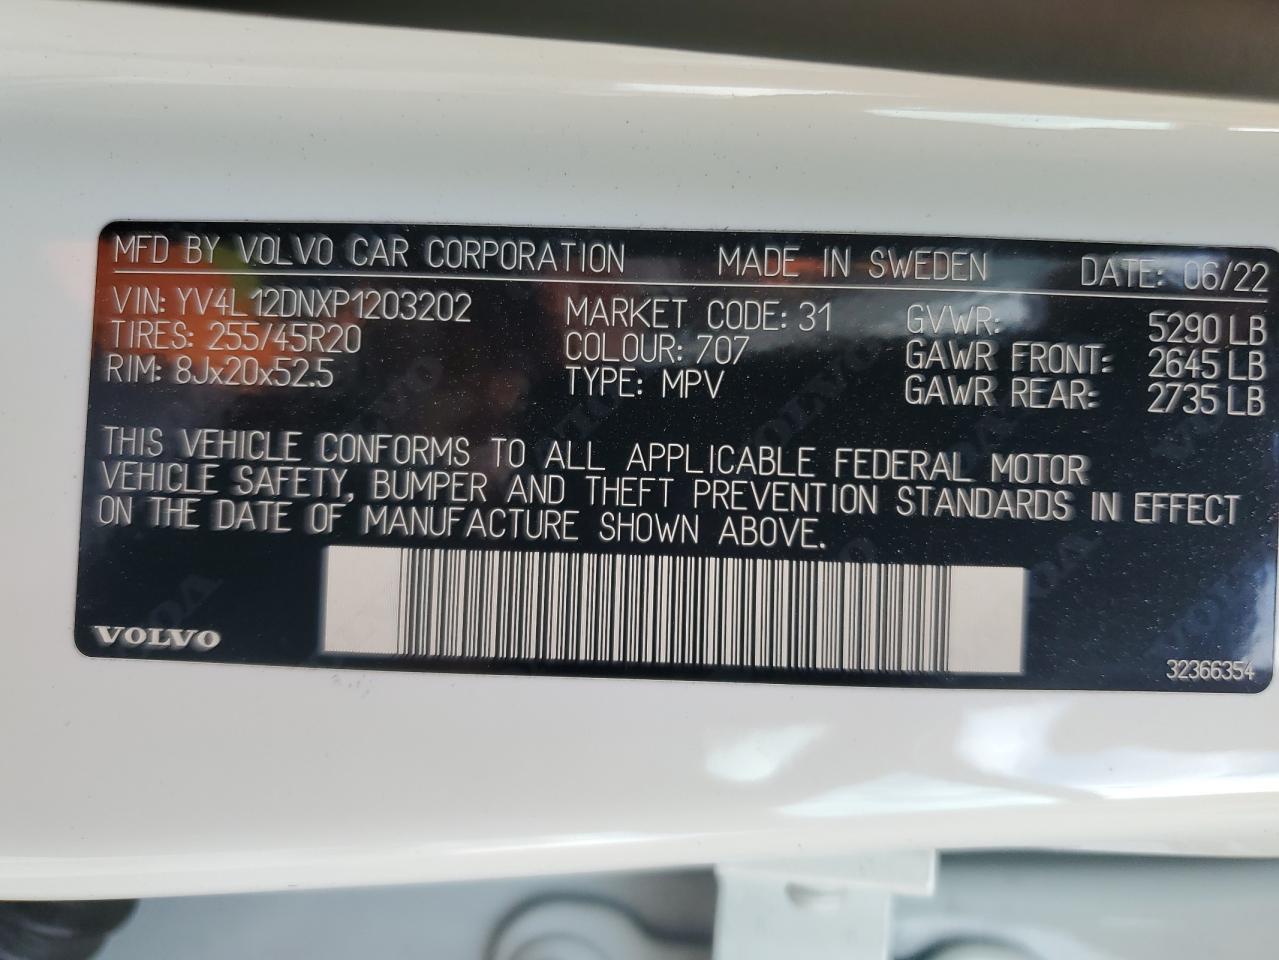 MFD BY VOLVO CAR CORPORATION MADE IN SWEDEN DATE: 06/22
VIN: YV4L12DNXP1203202 MARKET CODE: 31 GVWR: 5290 LB
TIRES: 255/45R20 COLOUR: 707 GAWR FRONT: 2645 LB
RIM: 8Jx20x52.5 TYPE: MPV GAWR REAR: 2735 LB
THIS VEHICLE CONFORMS TO ALL APPLICABLE FEDERAL MOTOR
VEHICLE SAFETY, BUMPER AND THEFT PREVENTION STANDARDS IN EFFECT
ON THE DATE OF MANUFACTURE SHOWN ABOVE.
VOLVO
32366354